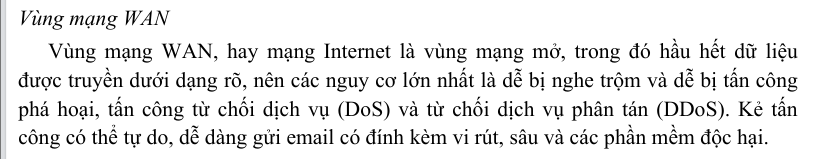 Vùng mạng WAN
Vùng mạng WAN, hay mạng Internet là vùng mạng mở, trong đó hầu hết dữ liệu
được truyền dưới dạng rõ, nên các nguy cơ lớn nhất là dễ bị nghe trộm và dễ bị tấn công
phá hoại, tấn công từ chối dịch vụ (DoS) và từ chối dịch vụ phân tán (DDoS). Kẻ tấn
công có thể tự do, dễ dàng gửi email có đính kèm vi rút, sâu và các phần mềm độc hại.